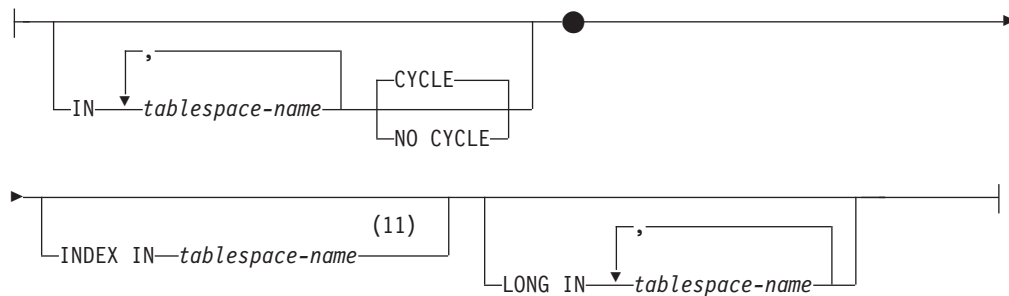 ,
CYCLE
IN tablespace-name
NO CYCLE
(11)
INDEX IN tablespace-name
,
LONG IN tablespace-name